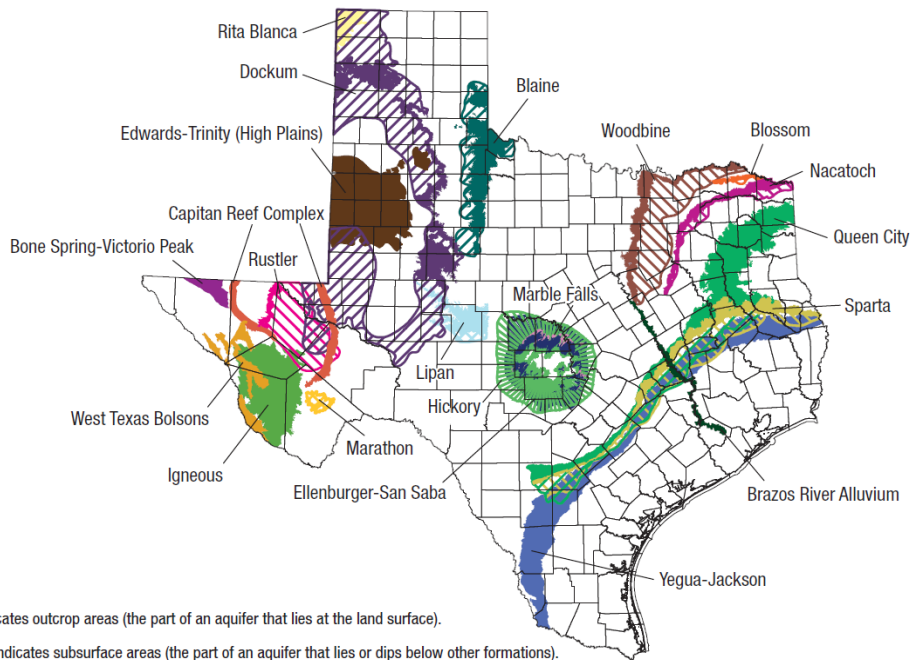 Rita Blanca
Dockum
Blaine
Edwards-Trinity (High Plains)
Woodbine
Blossom
Nacatoch
Capitan Reef Complex
Queen City
Bone Spring-Victorio Peak
Rustler
Marble Falls
Sparta
Lipan
Hickory
West Texas Bolsons
Marathon
Igneous
Ellenburger-San Saba
Brazos River Alluvium
Yegua-Jackson
cates outcrop areas (the part of an aquifer that lies at the land surface).
ndicates subsurface areas (the part of an aquifer that lies or dips below other formations).